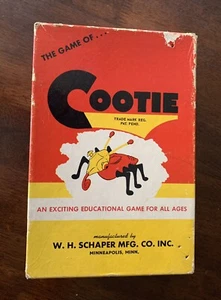 THE GAME OF...
COOTIE
TRADE MARK REG.
PAT. PEND.
AN EXCITING EDUCATIONAL GAME FOR ALL AGES
manufactured by
W. H. SCHAPER MFG. CO. INC.
MINNEAPOLIS, MINN.